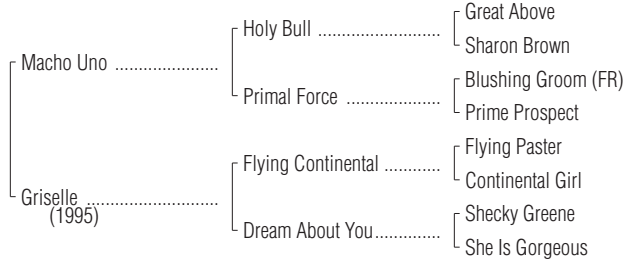 Great Above
Holy Bull ..........................
Sharon Brown
Macho Uno ......................
Blushing Groom (FR)
Primal Force ....................
Prime Prospect
Flying Paster
Flying Continental ............
Continental Girl
Griselle ............................
(1995)
Shecky Greene
Dream About You..............
She Is Gorgeous